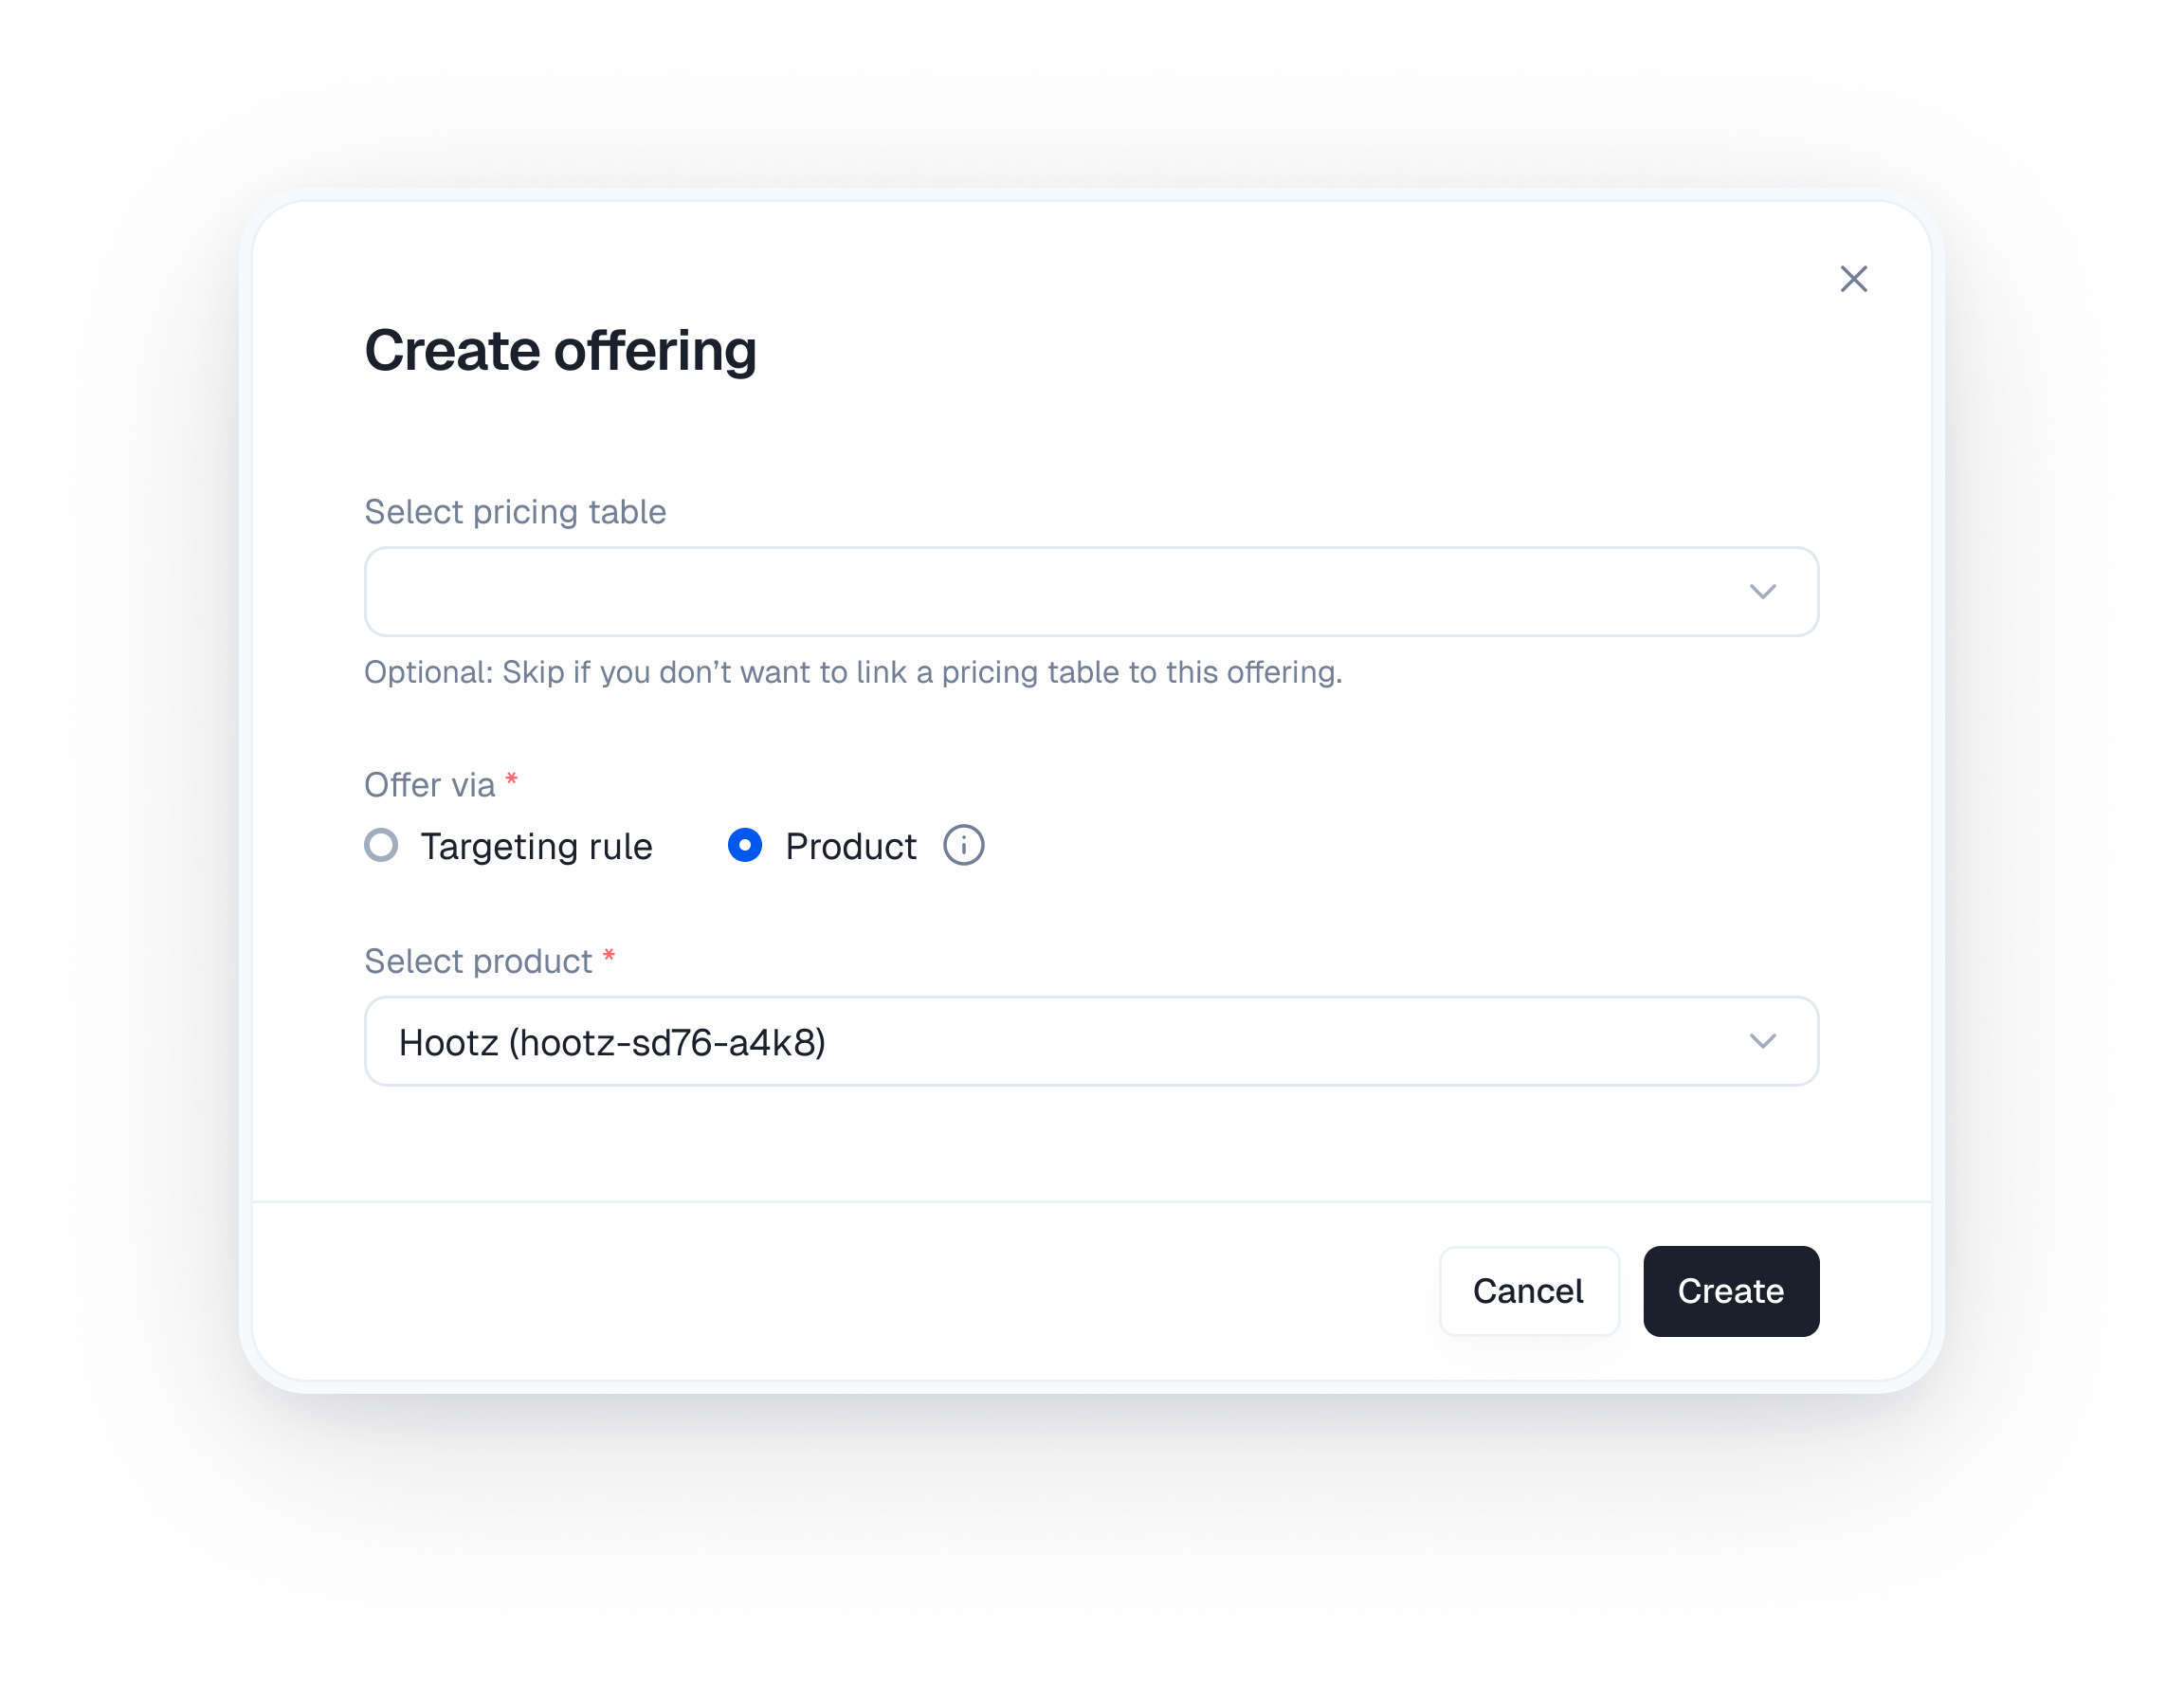 Create offering
Select pricing table
Optional: Skip if you don’t want to link a pricing table to this offering.
Offer via *
Targeting rule Product
Select product *
Hootz (hootz-sd76-a4k8)
Cancel Create